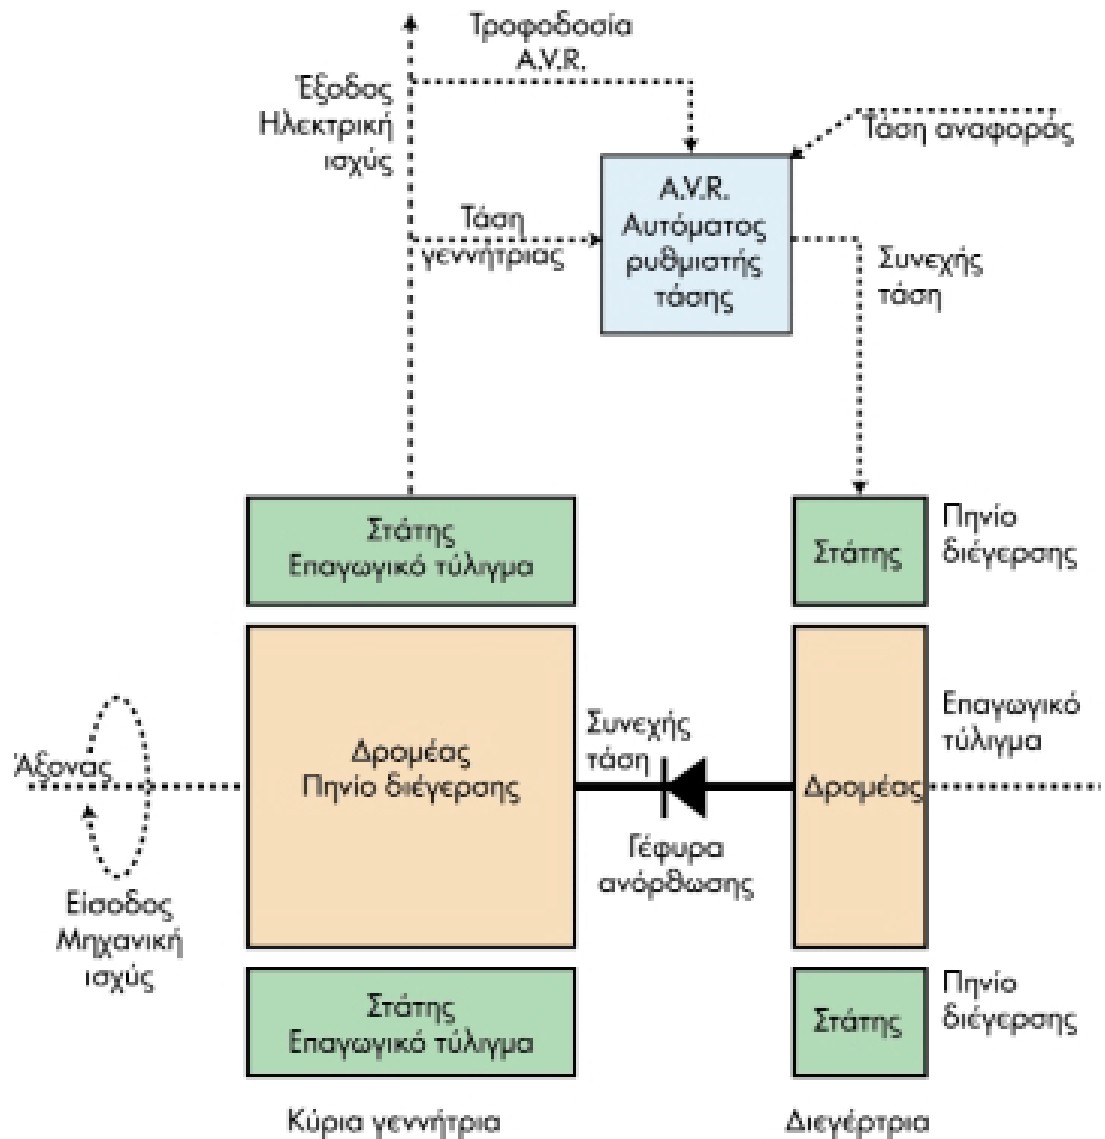 Τροφοδοσία
A.V.R.
Έξοδος
Ηλεκτρική
ισχύς
Τάση αναφοράς
Τάση
γεννήτριας
A.V.R.
Αυτόματος
ρυθμιστής
τάσης
Συνεχής
τάση
Στάτης
Επαγωγικό τύλιγμα
Στάτης
Πηνίο
διέγερσης
Άξονας
Είσοδος
Μηχανική
ισχύς
Δρομέας
Πηνίο διέγερσης
Συνεχής
τάση
Γέφυρα
ανόρθωσης
Δρομέας
Επαγωγικό
τύλιγμα
Στάτης
Επαγωγικό τύλιγμα
Στάτης
Πηνίο
διέγερσης
Κύρια γεννήτρια
Διεγέρτρια